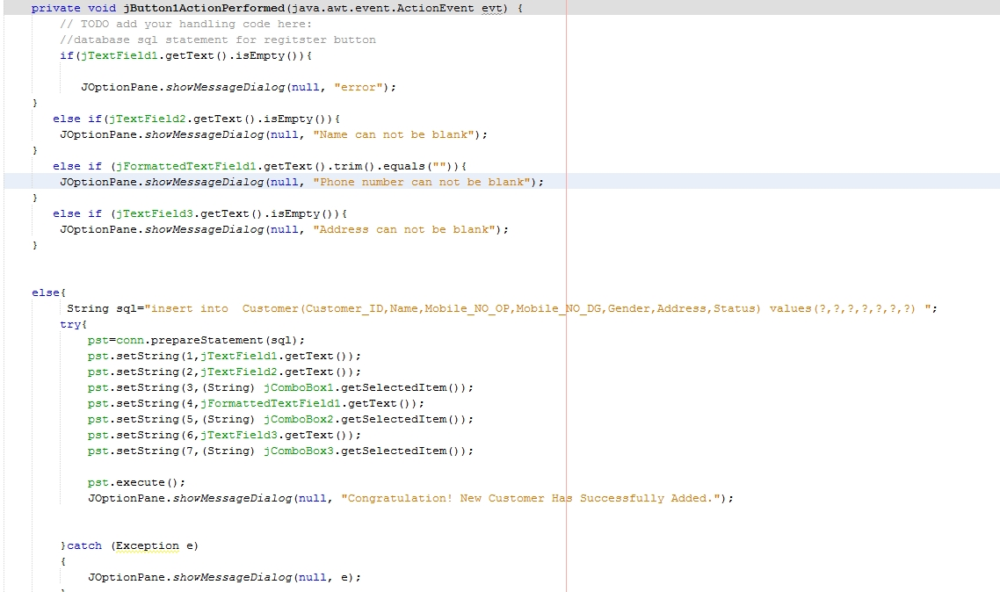 private void jButton1ActionPerformed(java.awt.event.ActionEvent evt) {
// TODO add your handling code here:
//database sql statement for regitster button
if(jTextField1.getText().isEmpty()){
JOptionPane.showMessageDialog(null, "error");
}
else if(jTextField2.getText().isEmpty()){
JOptionPane.showMessageDialog(null, "Name can not be blank");
}
else if (jFormattedTextField1.getText().trim().equals("")){
JOptionPane.showMessageDialog(null, "Phone number can not be blank");
}
else if (jTextField3.getText().isEmpty()){
JOptionPane.showMessageDialog(null, "Address can not be blank");
}
else{
String sql="insert into  Customer(Customer_ID,Name,Mobile_NO_OP,Mobile_NO_DG,Gender,Address,Status) values(?,?,?,?,?,?,?) ";
try{
pst=conn.prepareStatement(sql);
pst.setString(1,jTextField1.getText());
pst.setString(2,jTextField2.getText());
pst.setString(3,(String) jComboBox1.getSelectedItem());
pst.setString(4,jFormattedTextField1.getText());
pst.setString(5,(String) jComboBox2.getSelectedItem());
pst.setString(6,jTextField3.getText());
pst.setString(7,(String) jComboBox3.getSelectedItem());
pst.execute();
JOptionPane.showMessageDialog(null, "Congratulation! New Customer Has Successfully Added.");
}catch (Exception e)
{
JOptionPane.showMessageDialog(null, e);
}